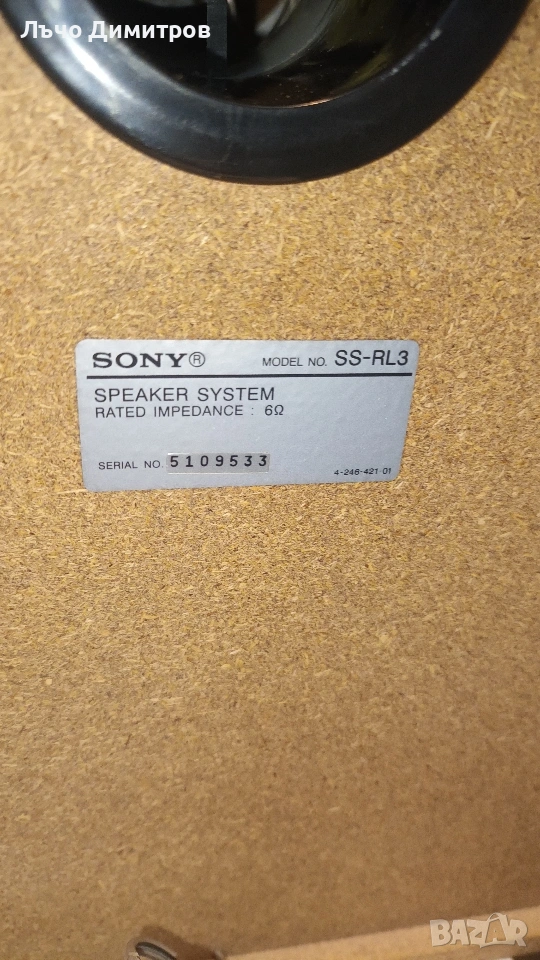 Лъчо Димитров
SONY® MODEL NO. SS-RL3
SPEAKER SYSTEM
RATED IMPEDANCE : 6Ω
SERIAL NO. 5109533
4-246-421-01
BAZAR